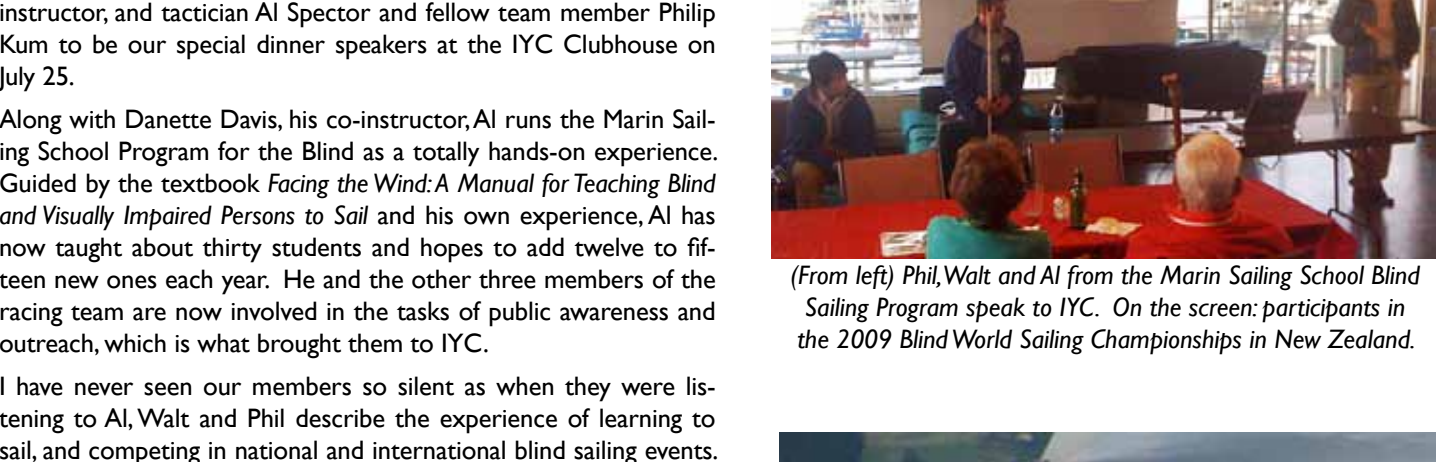 instructor, and tactician Al Spector and fellow team member Philip
Kum to be our special dinner speakers at the IYC Clubhouse on
July 25.
Along with Danette Davis, his co-instructor, Al runs the Marin Sail-
ing School Program for the Blind as a totally hands-on experience.
Guided by the textbook Facing the Wind: A Manual for Teaching Blind
and Visually Impaired Persons to Sail and his own experience, Al has
now taught about thirty students and hopes to add twelve to fif-
teen new ones each year. He and the other three members of the
racing team are now involved in the tasks of public awareness and
outreach, which is what brought them to IYC.
I have never seen our members so silent as when they were lis-
tening to Al, Walt and Phil describe the experience of learning to
sail, and competing in national and international blind sailing events.
(From left) Phil, Walt and Al from the Marin Sailing School Blind
Sailing Program speak to IYC. On the screen: participants in
the 2009 Blind World Sailing Championships in New Zealand.